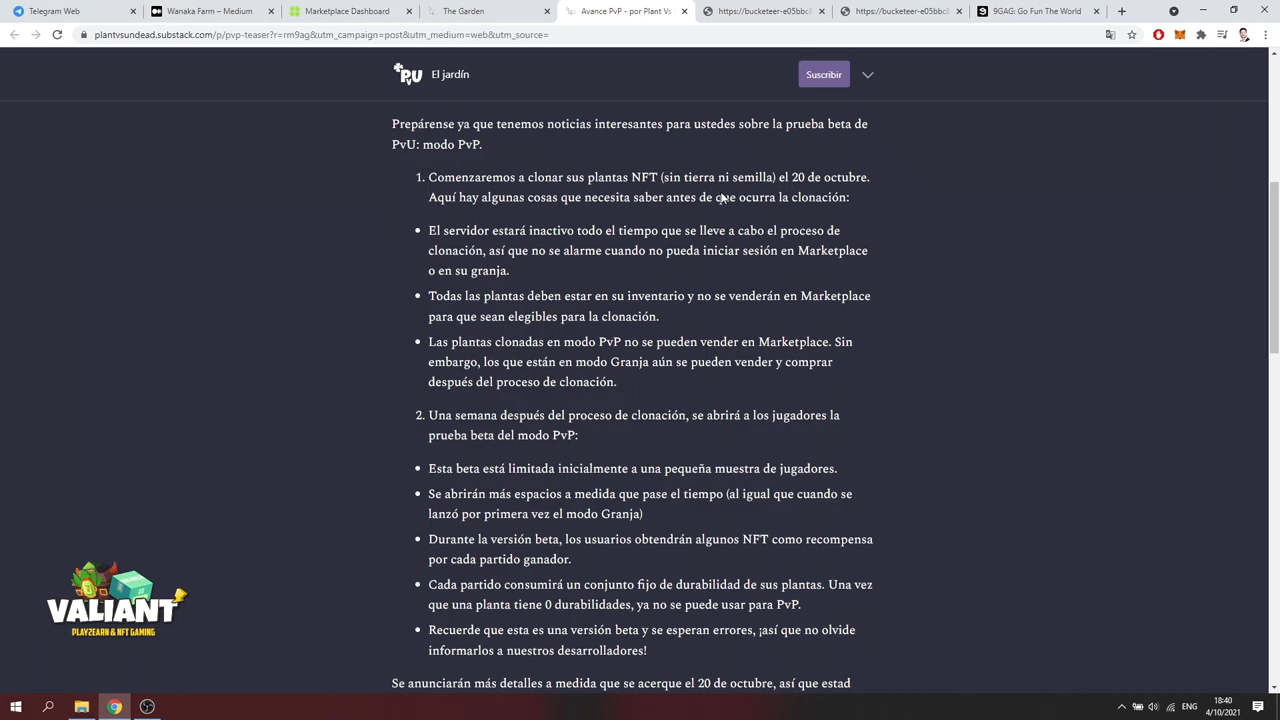 Telegram Web
Wanaka Farm – Medium
Marketplace Dashboard
The Garden
Avance PvP - por Plant Vs
https://bucketeer-e05bbc8
https://bucketeer-e05bbc8
9GAG: Go Fun The World
plantvsundead.substack.com/p/pvp-teaser?r=rm9ag&utm_campaign=post&utm_medium=web&utm_source=
PVU
El jardín
Suscribir
Prepárense ya que tenemos noticias interesantes para ustedes sobre la prueba beta de
PvU: modo PvP.
1. Comenzaremos a clonar sus plantas NFT (sin tierra ni semilla) el 20 de octubre.
Aquí hay algunas cosas que necesita saber antes de que ocurra la clonación:
• El servidor estará inactivo todo el tiempo que se lleve a cabo el proceso de
clonación, así que no se alarme cuando no pueda iniciar sesión en Marketplace
o en su granja.
• Todas las plantas deben estar en su inventario y no se venderán en Marketplace
para que sean elegibles para la clonación.
• Las plantas clonadas en modo PvP no se pueden vender en Marketplace. Sin
embargo, los que están en modo Granja aún se pueden vender y comprar
después del proceso de clonación.
2. Una semana después del proceso de clonación, se abrirá a los jugadores la
prueba beta del modo PvP:
• Esta beta está limitada inicialmente a una pequeña muestra de jugadores.
• Se abrirán más espacios a medida que pase el tiempo (al igual que cuando se
lanzó por primera vez el modo Granja)
• Durante la versión beta, los usuarios obtendrán algunos NFT como recompensa
por cada partido ganador.
• Cada partido consumirá un conjunto fijo de durabilidad de sus plantas. Una vez
que una planta tiene 0 durabilidades, ya no se puede usar para PvP.
• Recuerde que esta es una versión beta y se esperan errores, ¡así que no olvide
informarlos a nuestros desarrolladores!
Se anunciarán más detalles a medida que se acerque el 20 de octubre, así que estad
VALIANT
PLAY2EARN & NFT GAMING
ENG
18:40
4/10/2021